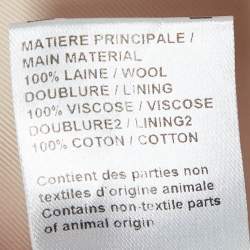 MATIERE PRINCIPALE /
MAIN MATERIAL
100% LAINE / WOOL
DOUBLURE / LINING
100% VISCOSE / VISCOSE
DOUBLURE2 / LINING2
100% COTON / COTTON
Contient des parties non
textiles d'origine animale
Contains non-textile parts
of animal origin